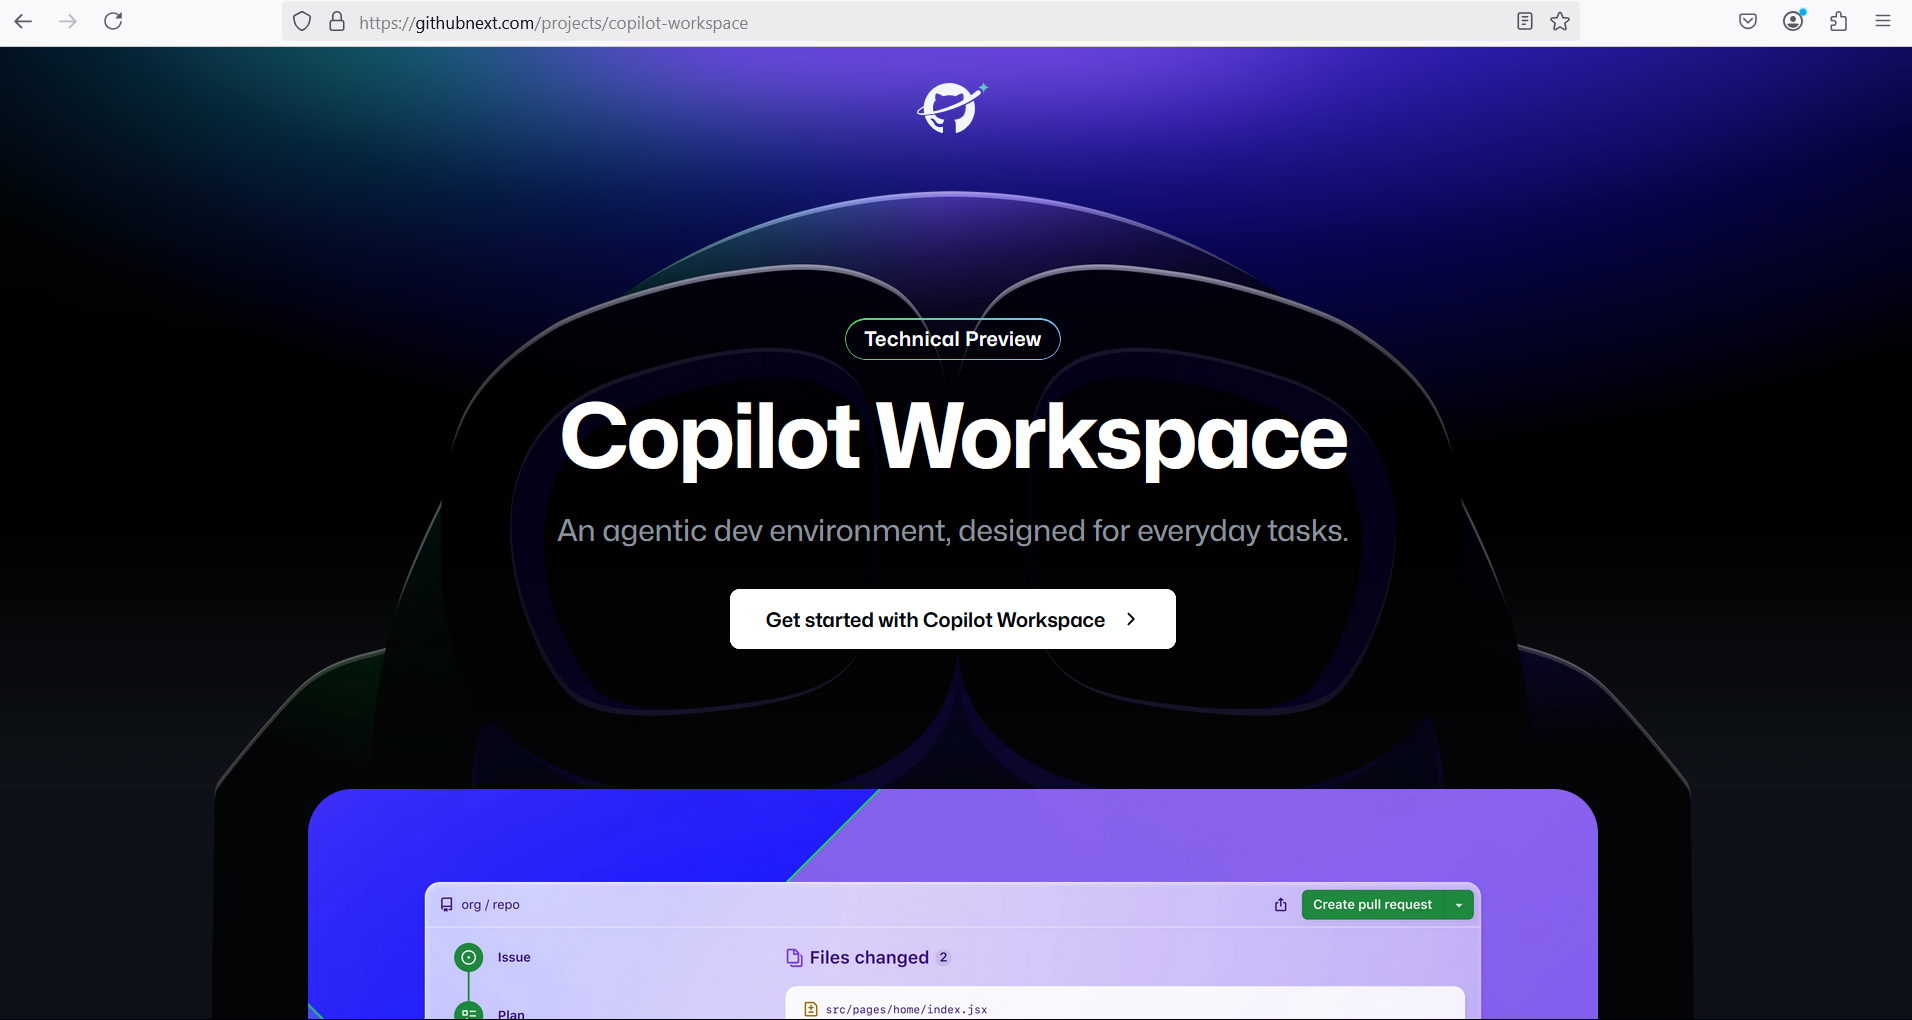 https://githubnext.com/projects/copilot-workspace
Technical Preview
Copilot Workspace
An agentic dev environment, designed for everyday tasks.
Get started with Copilot Workspace
org / repo
Create pull request
Issue
Files changed 2
src/pages/home/index.jsx
Plan